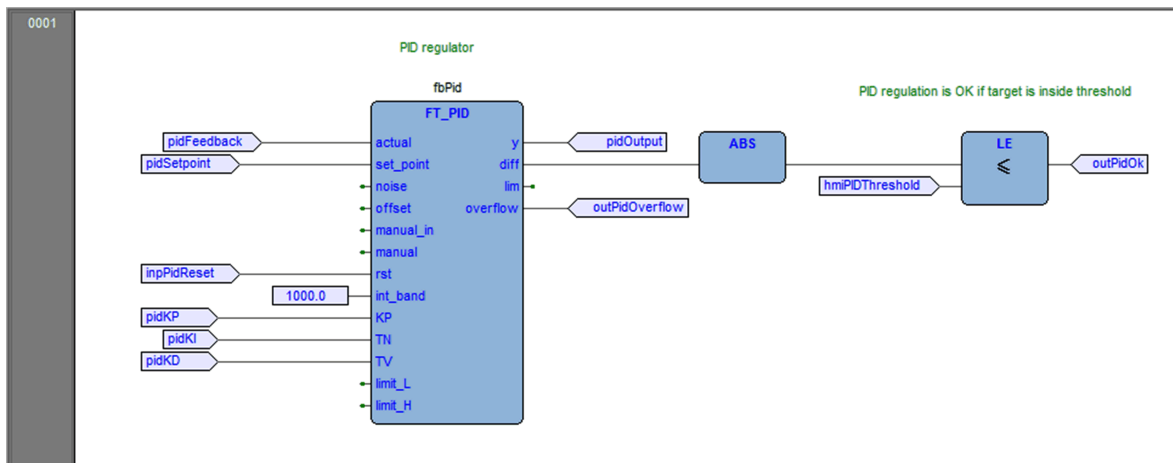 0001
PID regulator
fbPid
PID regulation is OK if target is inside threshold
FT_PID
ABS
LE
pidFeedback
actual
y
pidOutput
≤
outPidOk
pidSetpoint
set_point
diff
noise
lim
hmiPIDThreshold
offset
overflow
outPidOverflow
manual_in
manual
inpPidReset
rst
1000.0
int_band
pidKP
KP
pidKI
TN
pidKD
TV
limit_L
limit_H